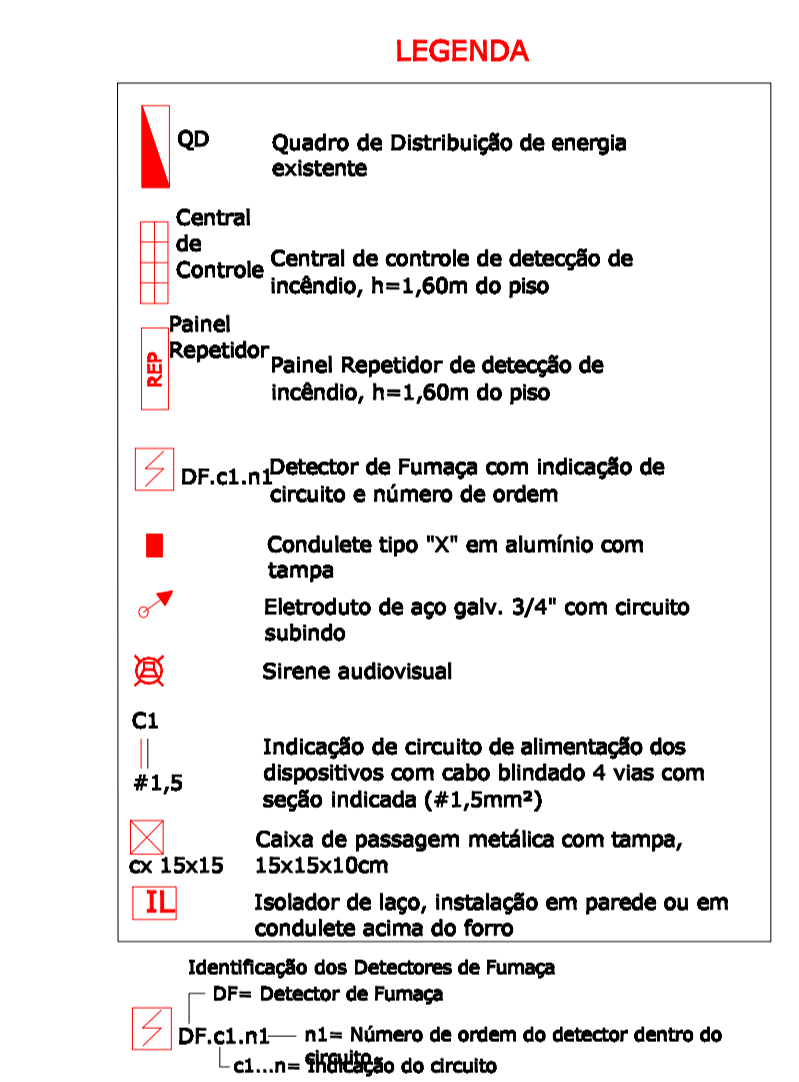 LEGENDA
QD
Quadro de Distribuição de energia
existente
Central
de
Controle
Central de controle de detecção de
incêndio, h=1,60m do piso
Painel
Repetidor
REP
Painel Repetidor de detecção de
incêndio, h=1,60m do piso
DF.c1.n1
Detector de Fumaça com indicação de
circuito e número de ordem
Condulete tipo "X" em alumínio com
tampa
Eletroduto de aço galv. 3/4" com circuito
subindo
Sirene audiovisual
C1
#1,5
Indicação de circuito de alimentação dos
dispositivos com cabo blindado 4 vias com
seção indicada (#1,5mm²)
cx 15x15
Caixa de passagem metálica com tampa,
15x15x10cm
IL
Isolador de laço, instalação em parede ou em
condulete acima do forro
Identificação dos Detectores de Fumaça
DF= Detector de Fumaça
DF.c1.n1
n1= Número de ordem do detector dentro do
circuito
c1...n= Indicação do circuito